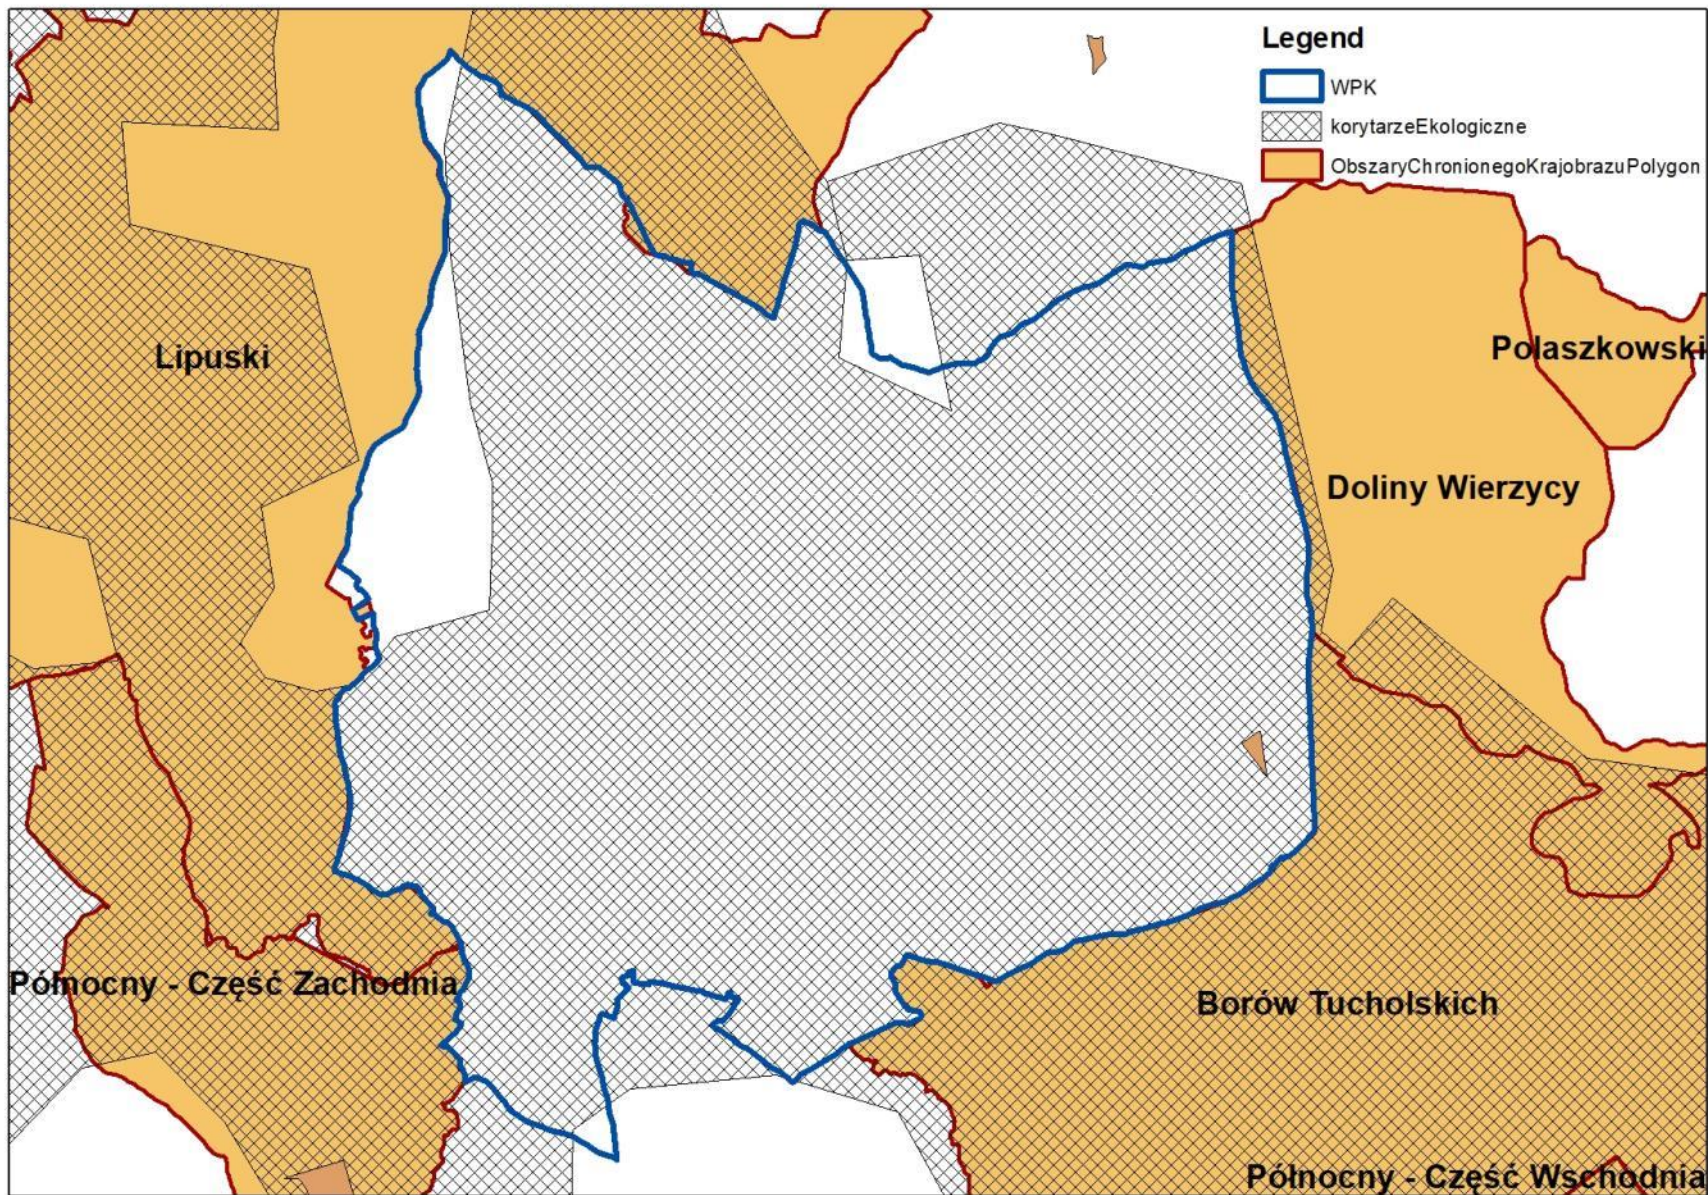 Legend
WPK
korytarzeEkologiczne
ObszaryChronionegoKrajobrazuPolygon
Lipuski
Polaszkowski
Doliny Wierzycy
Północny - Część Zachodnia
Borów Tucholskich
Północny - Część Wschodnia